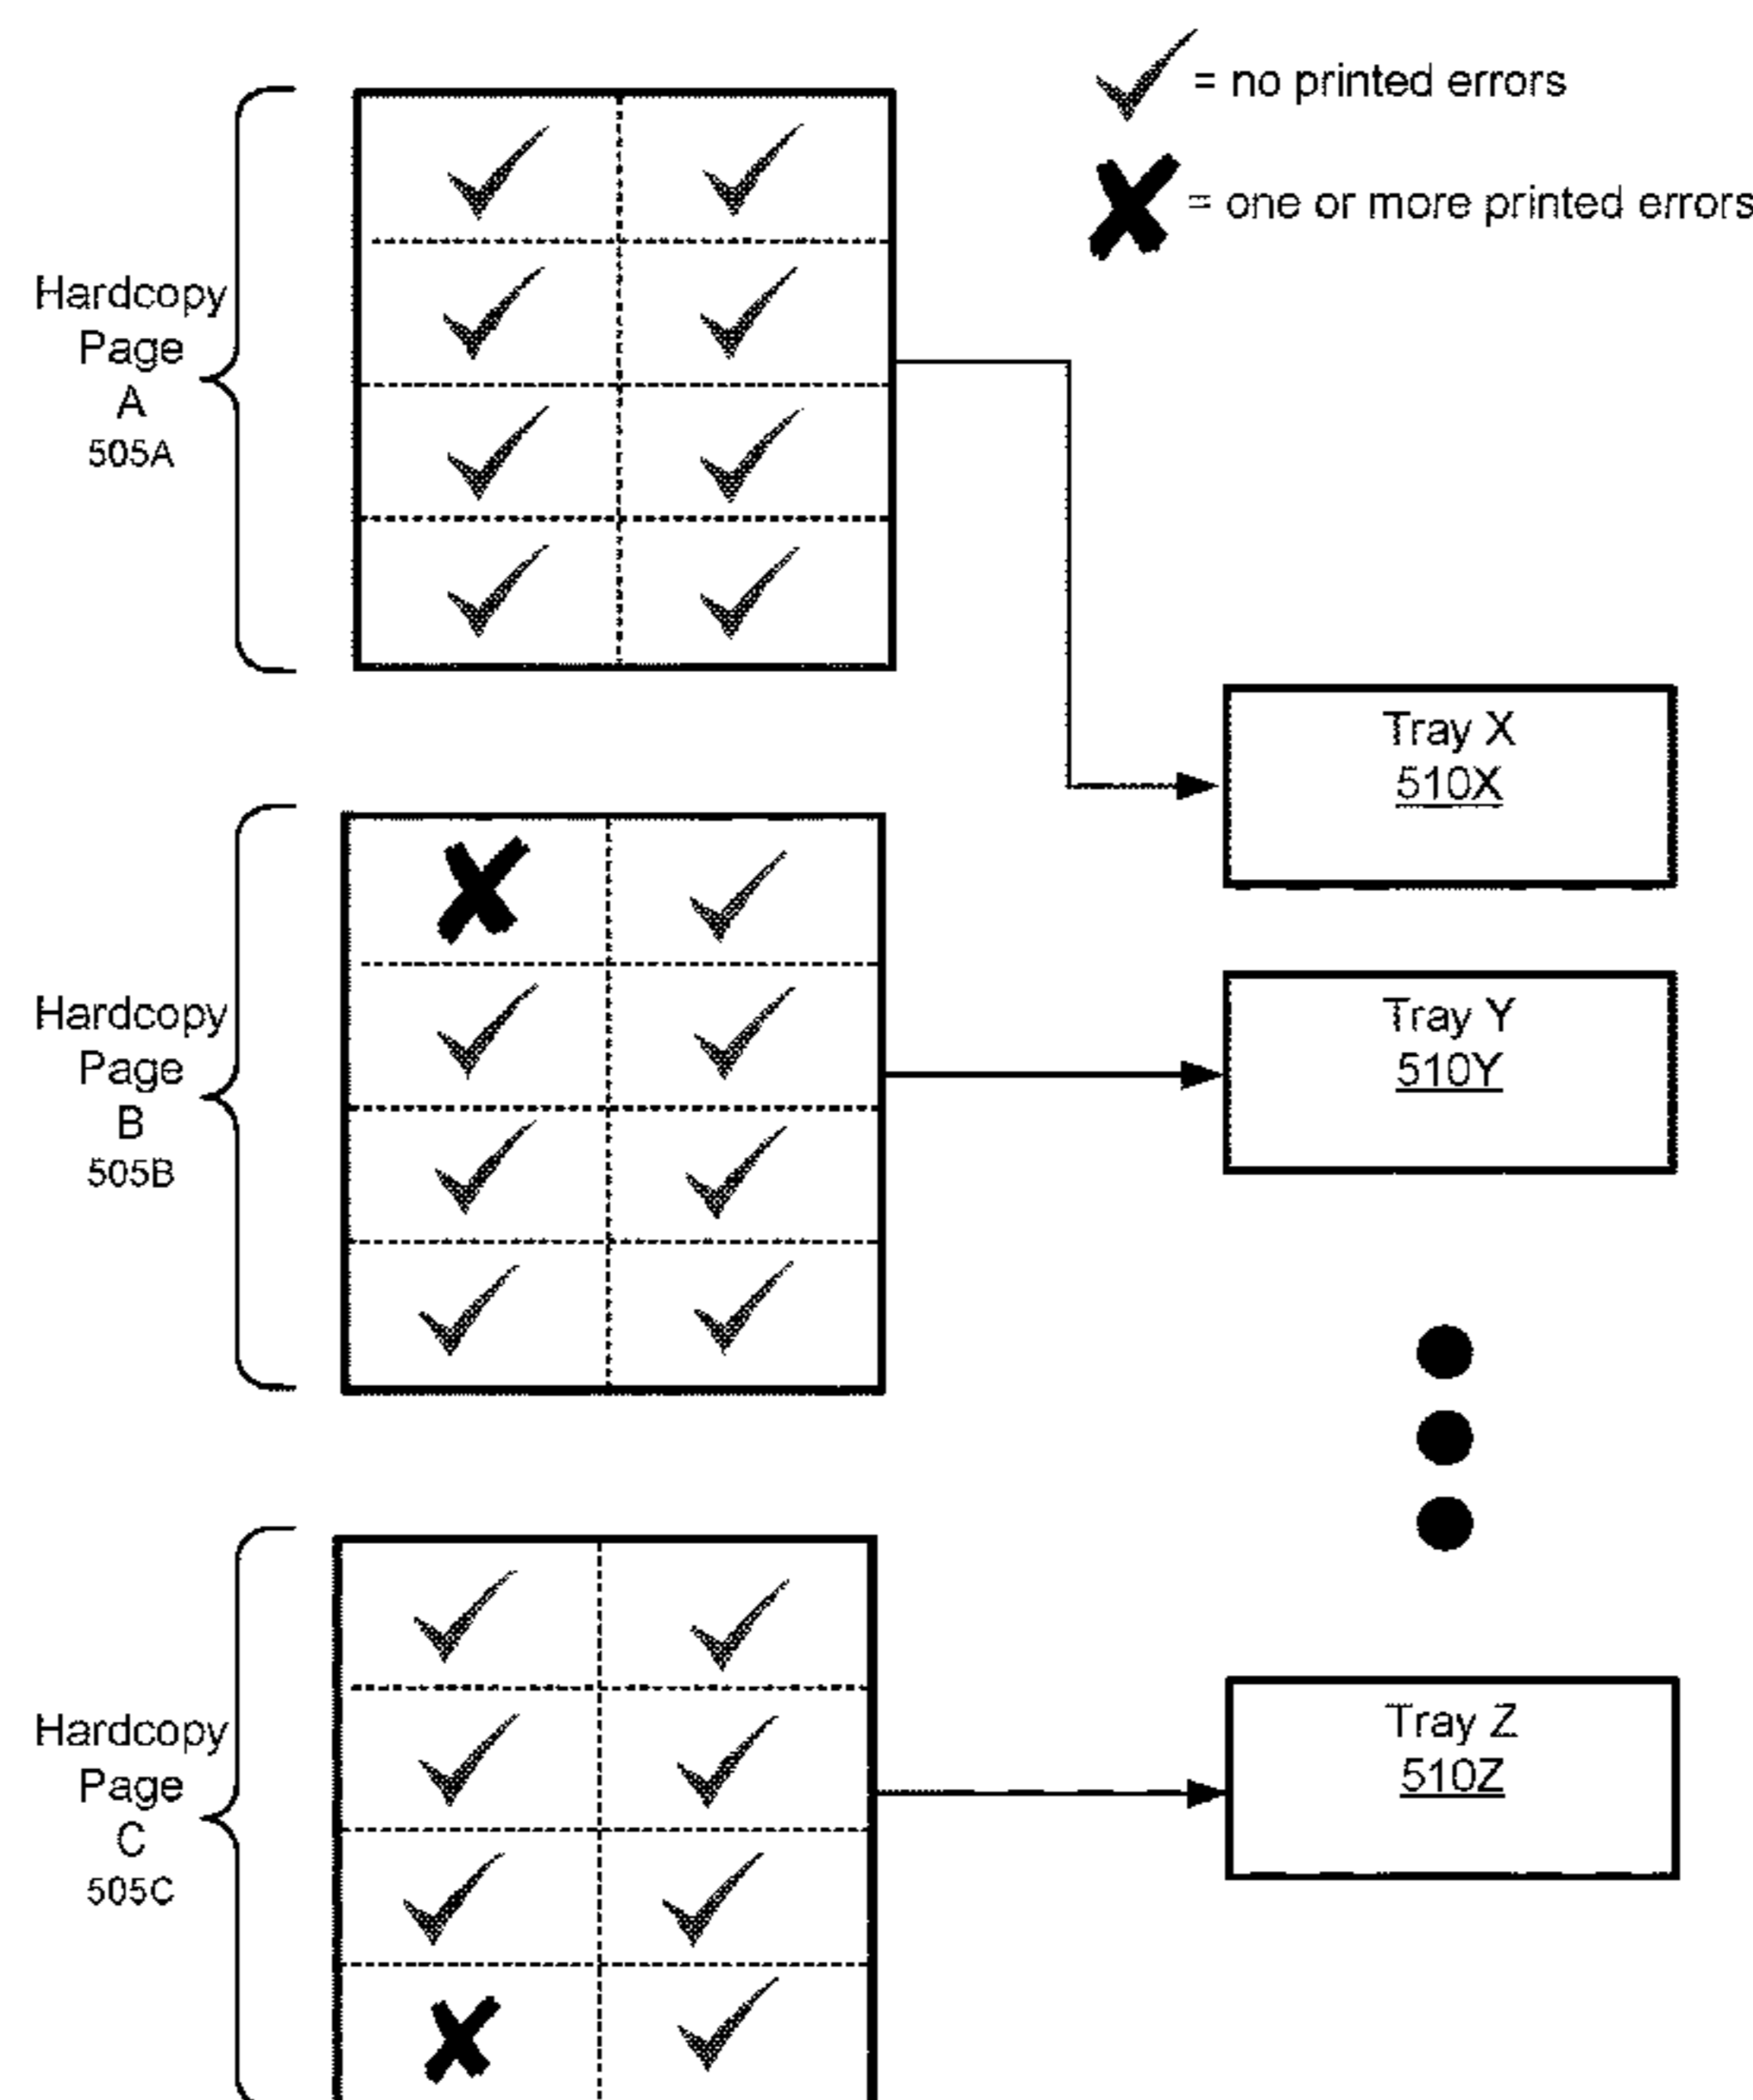 = no printed errors
= one or more printed errors
Hardcopy
Page
A
505A
Tray X
510X
Hardcopy
Page
B
505B
Tray Y
510Y
Hardcopy
Page
C
505C
Tray Z
510Z